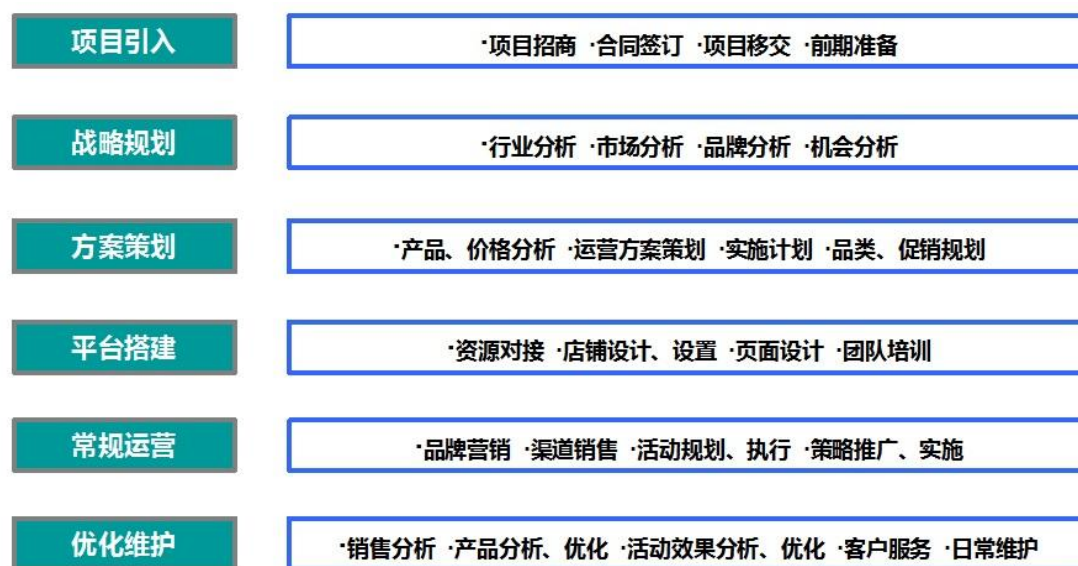 项目引入
·项目招商 ·合同签订 ·项目移交 ·前期准备
战略规划
·行业分析 ·市场分析 ·品牌分析 ·机会分析
方案策划
·产品、价格分析 ·运营方案策划 ·实施计划 ·品类、促销规划
平台搭建
·资源对接 ·店铺设计、设置 ·页面设计 ·团队培训
常规运营
·品牌营销 ·渠道销售 ·活动规划、执行 ·策略推广、实施
优化维护
·销售分析 ·产品分析、优化 ·活动效果分析、优化 ·客户服务 ·日常维护